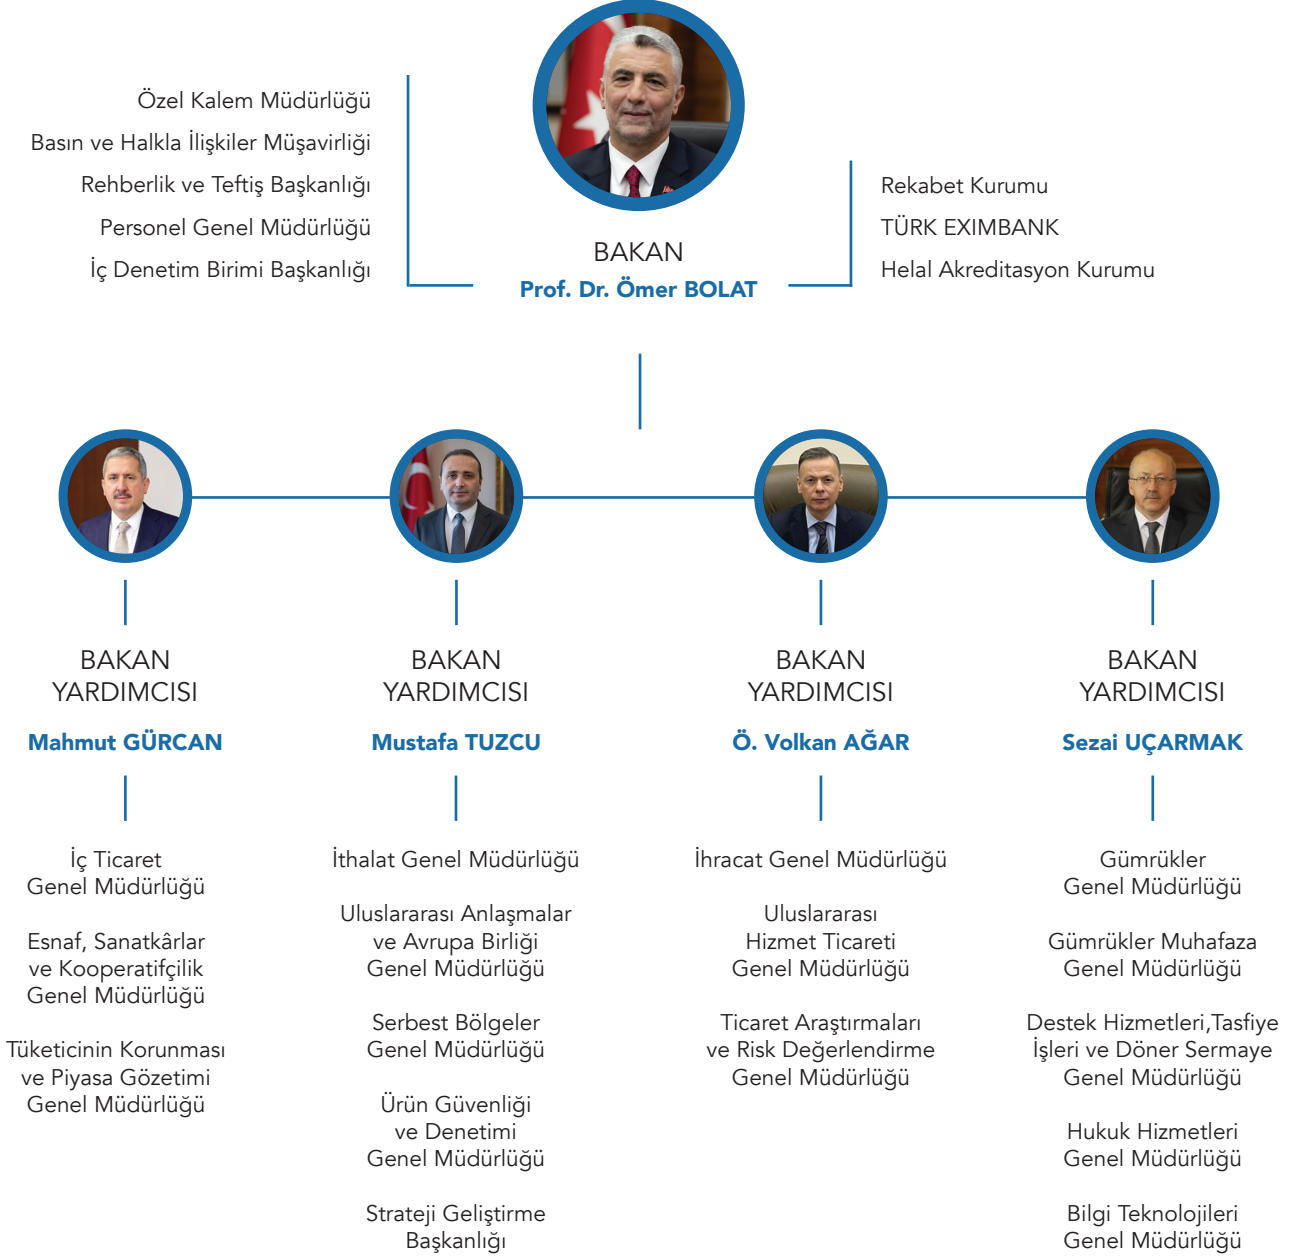 Özel Kalem Müdürlüğü
Basın ve Halkla İlişkiler Müşavirliği
Rehberlik ve Teftiş Başkanlığı
Personel Genel Müdürlüğü
İç Denetim Birimi Başkanlığı
BAKAN
Prof. Dr. Ömer BOLAT
Rekabet Kurumu
TÜRK EXIMBANK
Helal Akreditasyon Kurumu
BAKAN
YARDIMCISI
Mahmut GÜRCAN
İç Ticaret
Genel Müdürlüğü
Esnaf, Sanatkârlar
ve Kooperatifçilik
Genel Müdürlüğü
Tüketicinin Korunması
ve Piyasa Gözetimi
Genel Müdürlüğü
BAKAN
YARDIMCISI
Mustafa TUZCU
İthalat Genel Müdürlüğü
Uluslararası Anlaşmalar
ve Avrupa Birliği
Genel Müdürlüğü
Serbest Bölgeler
Genel Müdürlüğü
Ürün Güvenliği
ve Denetimi
Genel Müdürlüğü
Strateji Geliştirme
Başkanlığı
BAKAN
YARDIMCISI
Ö. Volkan AĞAR
İhracat Genel Müdürlüğü
Uluslararası
Hizmet Ticareti
Genel Müdürlüğü
Ticaret Araştırmaları
ve Risk Değerlendirme
Genel Müdürlüğü
BAKAN
YARDIMCISI
Sezai UÇARMAK
Gümrükler
Genel Müdürlüğü
Gümrükler Muhafaza
Genel Müdürlüğü
Destek Hizmetleri,Tasfiye
İşleri ve Döner Sermaye
Genel Müdürlüğü
Hukuk Hizmetleri
Genel Müdürlüğü
Bilgi Teknolojileri
Genel Müdürlüğü